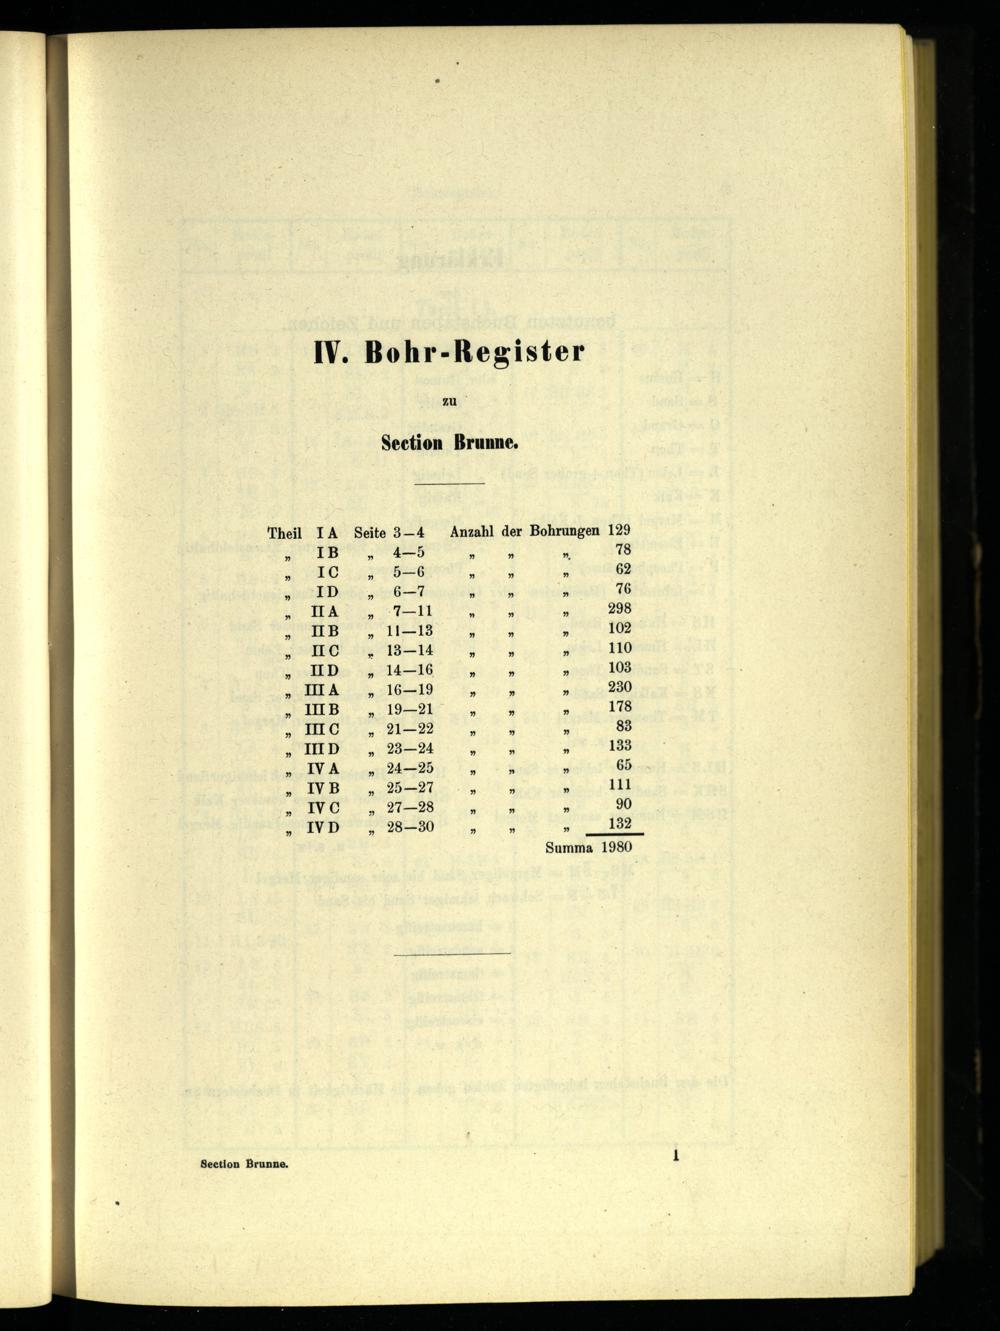 IV. Bohr-Register
zu
Section Brunne.
Theil I A Seite 3—4 Anzahl der Bohrungen 129
„ I B „ 4—5 „ „ „ 78
„ I C „ 5—6 „ „ „ 62
„ I D „ 6—7 „ „ „ 76
„ II A „ 7—11 „ „ „ 298
„ II B „ 11—13 „ „ „ 102
„ II C „ 13—14 „ „ „ 110
„ II D „ 14—16 „ „ „ 103
„ III A „ 16—19 „ „ „ 230
„ III B „ 19—21 „ „ „ 178
„ III C „ 21—22 „ „ „ 83
„ III D „ 23—24 „ „ „ 133
„ IV A „ 24—25 „ „ „ 65
„ IV B „ 25—27 „ „ „ 111
„ IV C „ 27—28 „ „ „ 90
„ IV D „ 28—30 „ „ „ 132
Summa 1980
Section Brunne. 1